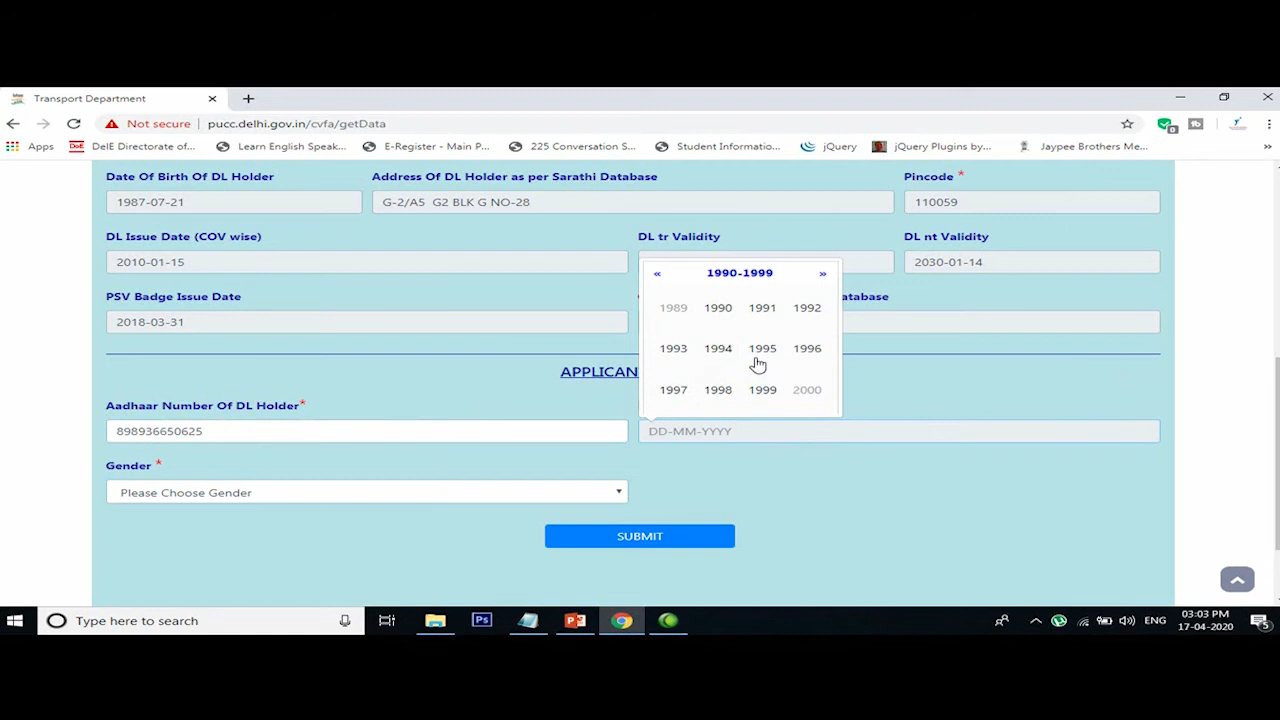 Transport Department
Not secure pucc.delhi.gov.in/cvfa/getData
Apps DoE DelE Directorate of... Learn English Speak... E-Register - Main P... 225 Conversation S... Student Informatio... jQuery jQuery Plugins by... Jaypee Brothers Me... »
Date Of Birth Of DL Holder Address Of DL Holder as per Sarathi Database Pincode *
1987-07-21 G-2/A5 G2 BLK G NO-28 110059
DL Issue Date (COV wise) DL tr Validity DL nt Validity
2010-01-15 2030-01-14
« 1990-1999 »
1989 1990 1991 1992
1993 1994 1995 1996
1997 1998 1999 2000
PSV Badge Issue Date atabase
2018-03-31
APPLICAN
Aadhaar Number Of DL Holder*
898936650625 DD-MM-YYYY
Gender *
Please Choose Gender
SUBMIT
Type here to search Ps ENG 03:03 PM
17-04-2020 5